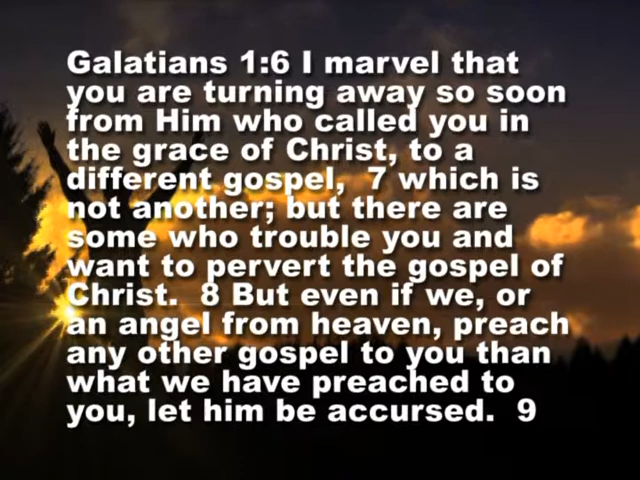 Galatians 1:6 I marvel that
you are turning away so soon
from Him who called you in
the grace of Christ, to a
different gospel,  7 which is
not another; but there are
some who trouble you and
want to pervert the gospel of
Christ.  8 But even if we, or
an angel from heaven, preach
any other gospel to you than
what we have preached to
you, let him be accursed.  9